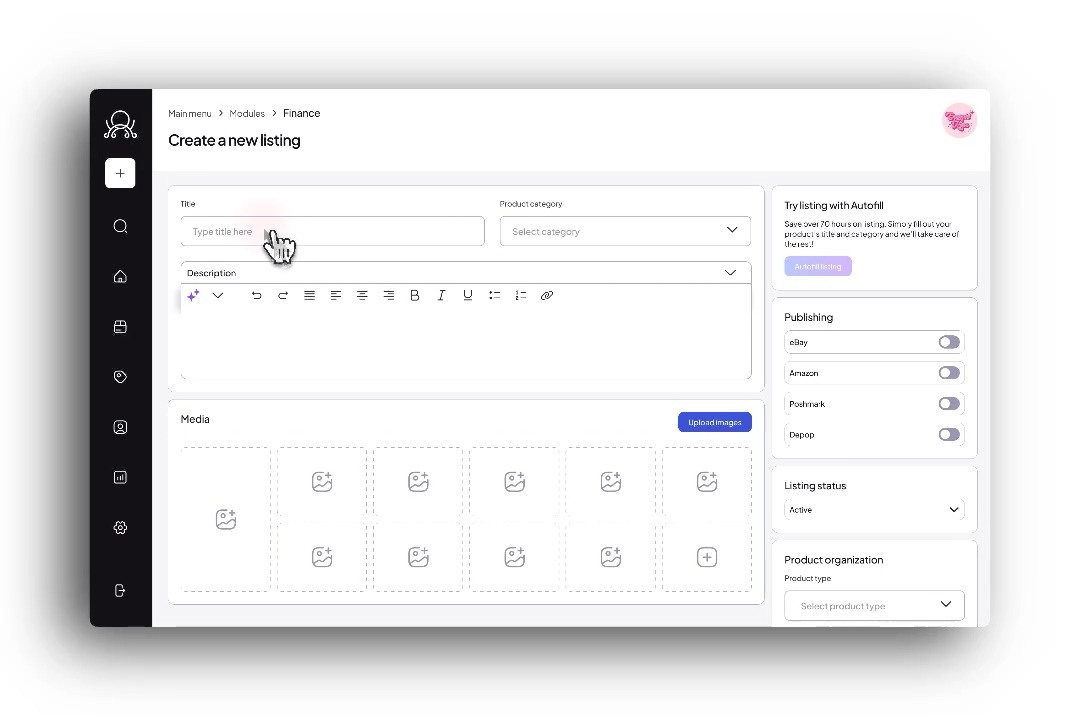 Main menu > Modules > Finance
Create a new listing
Title
Product category
Type title here
Select category
Description
B I U
Media
Upload images
Try listing with Autofill
Save over 70 hours on listing. Simply fill out your
product's title and category and we'll take care of
the rest!
Autofill listing
Publishing
eBay
Amazon
Poshmark
Depop
Listing status
Active
Product organization
Product type
Select product type